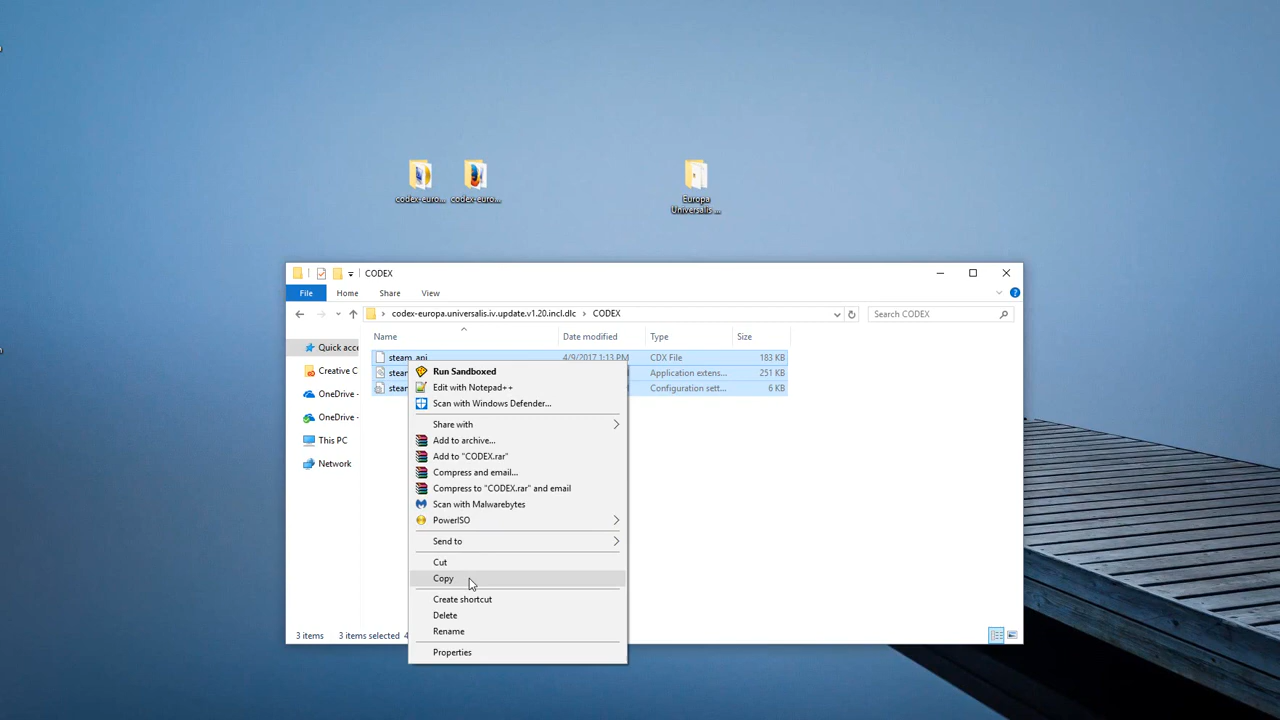 codex-euro...
codex-euro...
Europa
Universalis ...
CODEX
File
Home
Share
View
codex-europa.universalis.iv.update.v1.20.incl.dlc > CODEX
Search CODEX
Name
Date modified
Type
Size
Quick acce
Creative C
OneDrive -
OneDrive -
This PC
Network
steam_api
4/9/2017 1:13 PM
CDX File
183 KB
steam
Application extens...
251 KB
steam
Configuration sett...
6 KB
Run Sandboxed
Edit with Notepad++
Scan with Windows Defender...
Share with
Add to archive...
Add to "CODEX.rar"
Compress and email...
Compress to "CODEX.rar" and email
Scan with Malwarebytes
PowerISO
Send to
Cut
Copy
Create shortcut
Delete
Rename
Properties
3 items
3 items selected